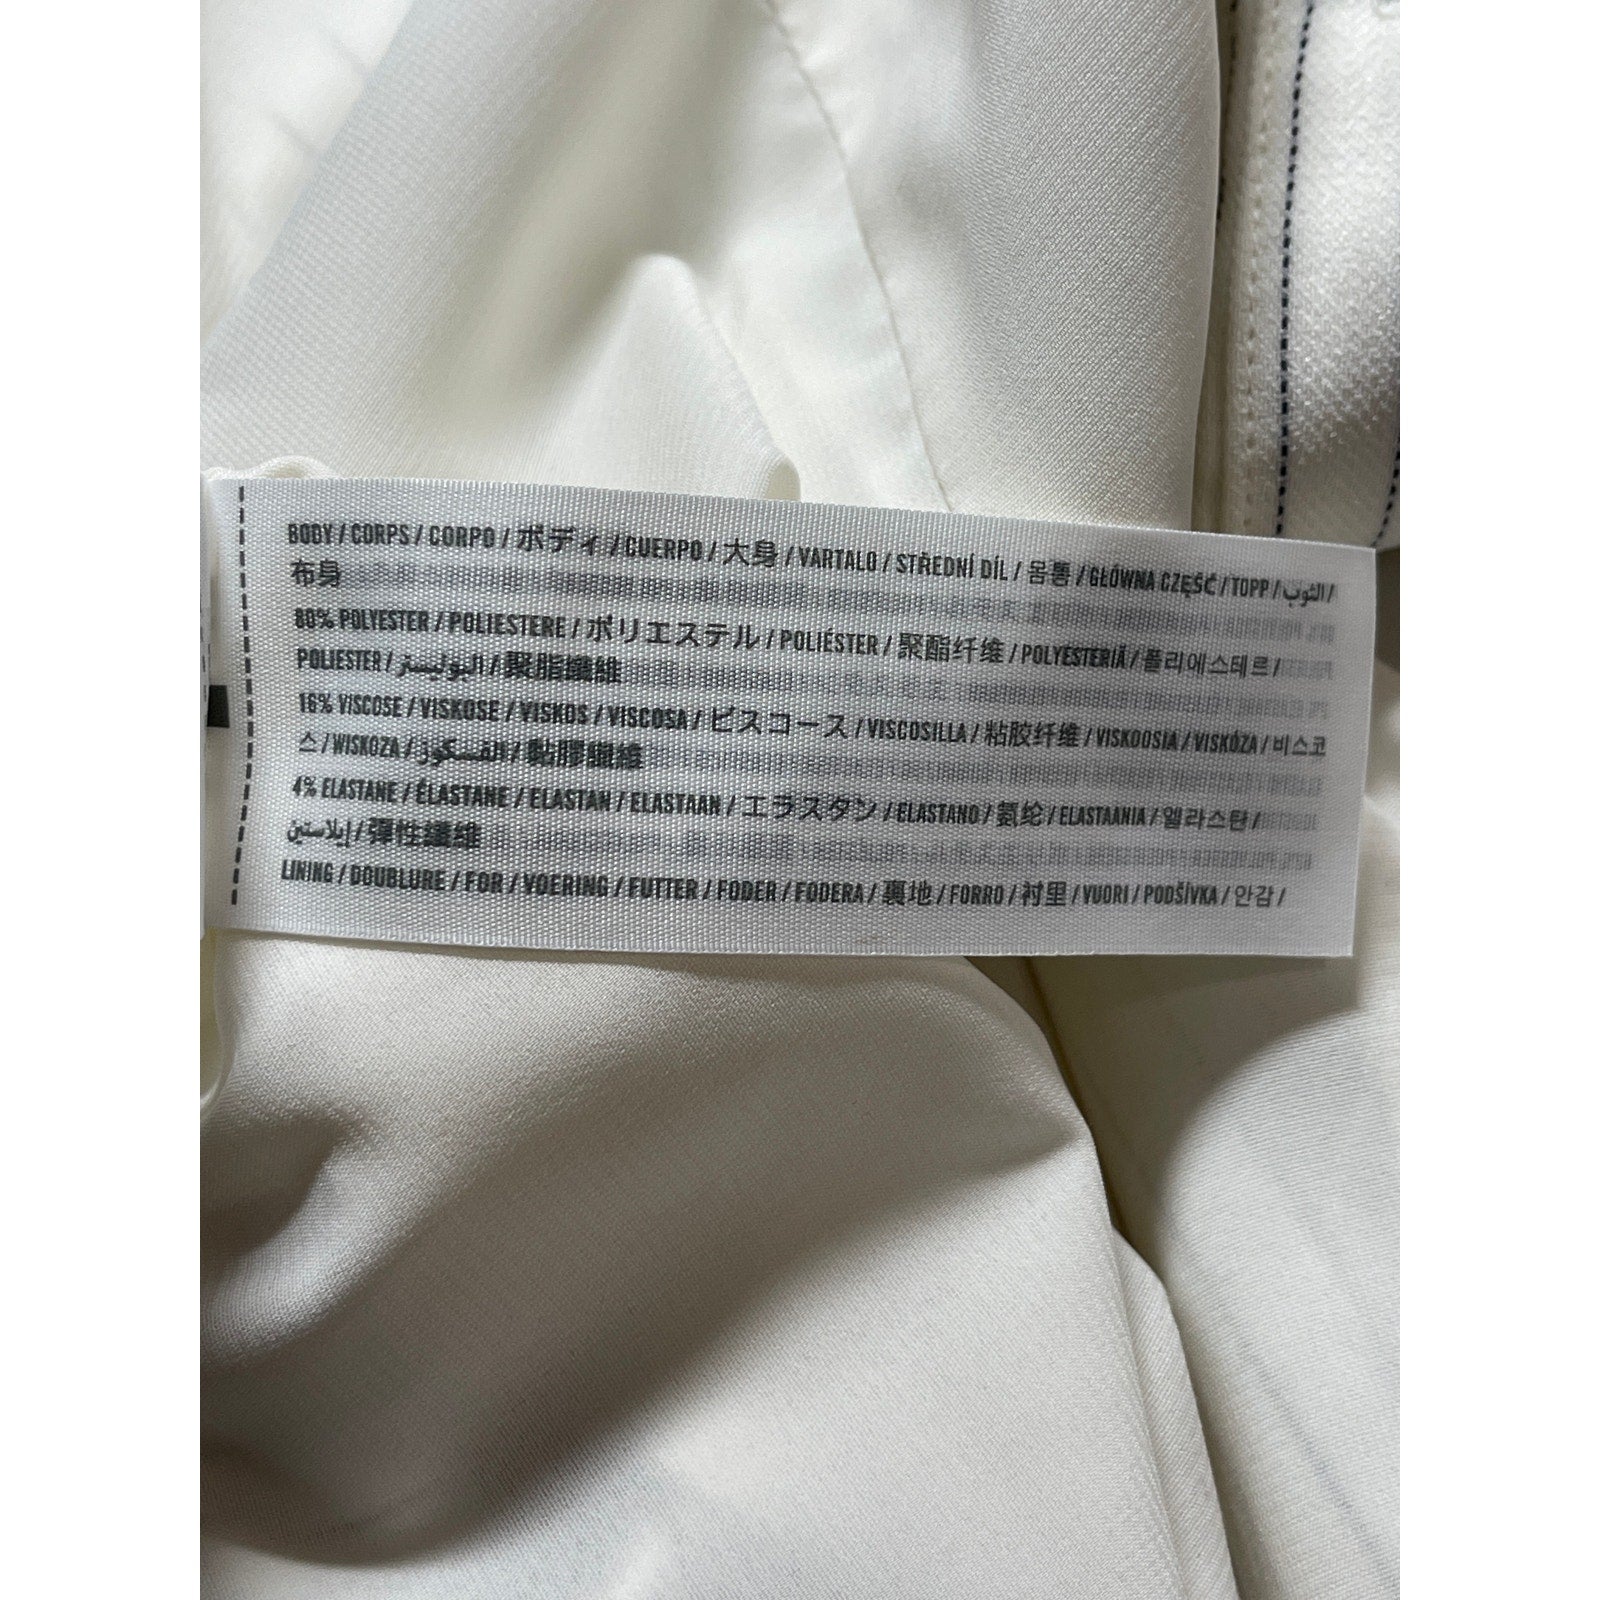 BODY / CORPS / CORPO / ボディ / CUERPO / 大身 / VARTALO / STŘEDNÍ DÍL / 몸통 / GŁÓWNA CZĘŚĆ / TOPP / الثوب /
布身
80% POLYESTER / POLIESTERE / ポリエステル / POLIÉSTER / 聚酯纤维 / POLYESTERIÄ / 폴리에스테르 /
POLIESTER / البوليستر / 聚脂纖維
16% VISCOSE / VISKOSE / VISKOS / VISCOSA / ビスコース / VISCOSILLA / 粘胶纤维 / VISKOOSIA / VISKÓZA / 비스코
스 / WISKOZA / الفسكوز / 黏膠纖維
4% ELASTANE / ÉLASTHANE / ELASTAN / ELASTAAN / エラスタン / ELASTANO / 氨纶 / ELASTAANIA / 엘라스탄 /
إيلاستين / 彈性纖維
LINING / DOUBLURE / FOR / VOERING / FUTTER / FODER / FODERA / 裏地 / FORRO / 衬里 / VUORI / PODŠÍVKA / 안감 /